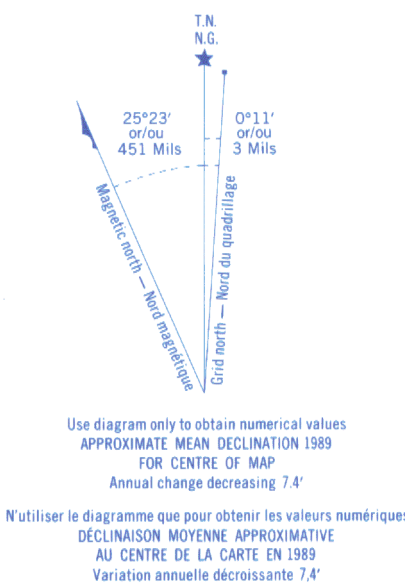 T.N.
N.G.
25°23′
or/ou
451 Mils
0°11′
or/ou
3 Mils
Magnetic north — Nord magnétique
Grid north — Nord du quadrillage
Use diagram only to obtain numerical values
APPROXIMATE MEAN DECLINATION 1989
FOR CENTRE OF MAP
Annual change decreasing 7.4′
N'utiliser le diagramme que pour obtenir les valeurs numériques
DÉCLINAISON MOYENNE APPROXIMATIVE
AU CENTRE DE LA CARTE EN 1989
Variation annuelle décroissante 7,4′